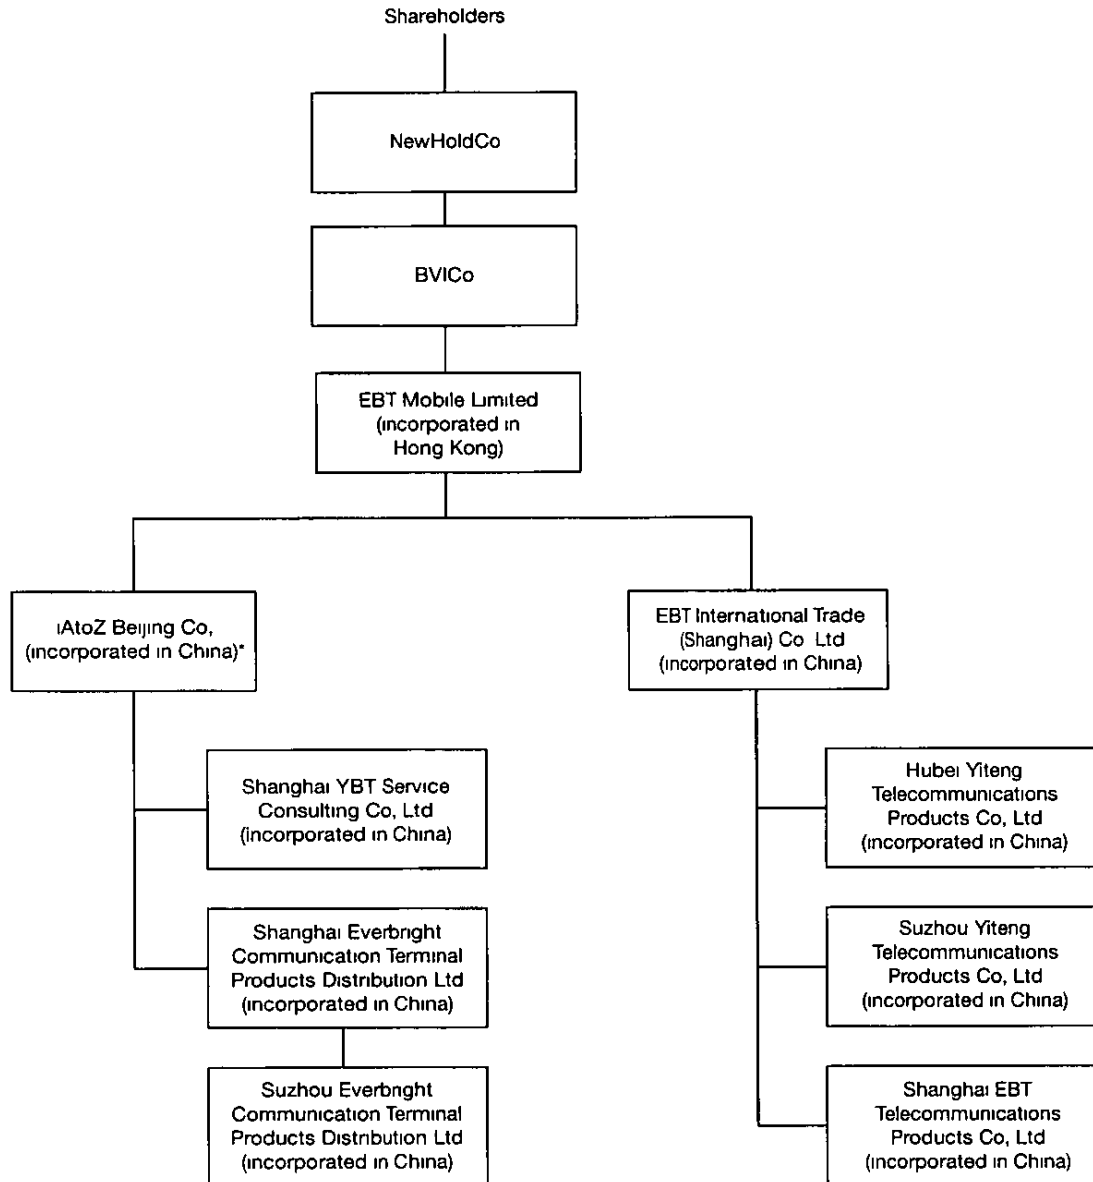 Shareholders
NewHoldCo
BVICo
EBT Mobile Limited
(incorporated in
Hong Kong)
iAtoZ Beijing Co,
(incorporated in China)*
EBT International Trade
(Shanghai) Co Ltd
(incorporated in China)
Shanghai YBT Service
Consulting Co, Ltd
(incorporated in China)
Hubei Yiteng
Telecommunications
Products Co, Ltd
(incorporated in China)
Shanghai Everbright
Communication Terminal
Products Distribution Ltd
(incorporated in China)
Suzhou Yiteng
Telecommunications
Products Co, Ltd
(incorporated in China)
Suzhou Everbright
Communication Terminal
Products Distribution Ltd
(incorporated in China)
Shanghai EBT
Telecommunications
Products Co, Ltd
(incorporated in China)